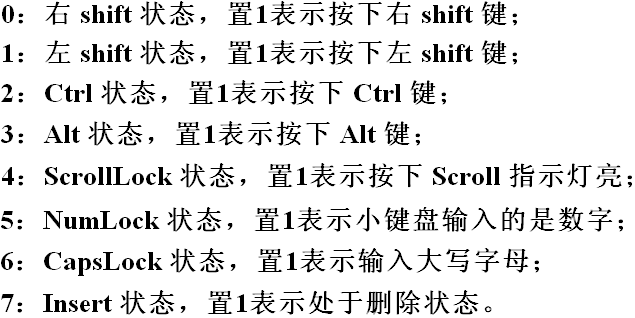 0：右 shift 状态，置1表示按下右 shift 键；
1：左 shift 状态，置1表示按下左 shift 键；
2：Ctrl 状态，置1表示按下 Ctrl 键；
3：Alt 状态，置1表示按下 Alt 键；
4：ScrollLock 状态，置1表示按下 Scroll 指示灯亮；
5：NumLock 状态，置1表示小键盘输入的是数字；
6：CapsLock 状态，置1表示输入大写字母；
7：Insert 状态，置1表示处于删除状态。